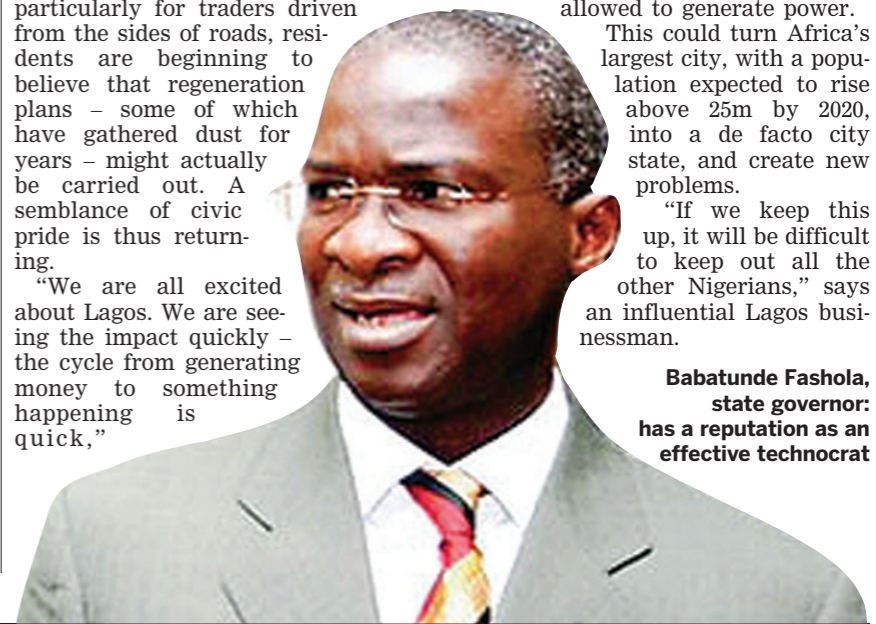 particularly for traders driven
from the sides of roads, resi-
dents are beginning to
believe that regeneration
plans – some of which
have gathered dust for
years – might actually
be carried out. A
semblance of civic
pride is thus return-
ing.
“We are all excited
about Lagos. We are see-
ing the impact quickly –
the cycle from generating
money to something
happening is
quick,”
allowed to generate power.
This could turn Africa’s
largest city, with a popu-
lation expected to rise
above 25m by 2020,
into a de facto city
state, and create new
problems.
“If we keep this
up, it will be difficult
to keep out all the
other Nigerians,” says
an influential Lagos busi-
nessman.
Babatunde Fashola,
state governor:
has a reputation as an
effective technocrat